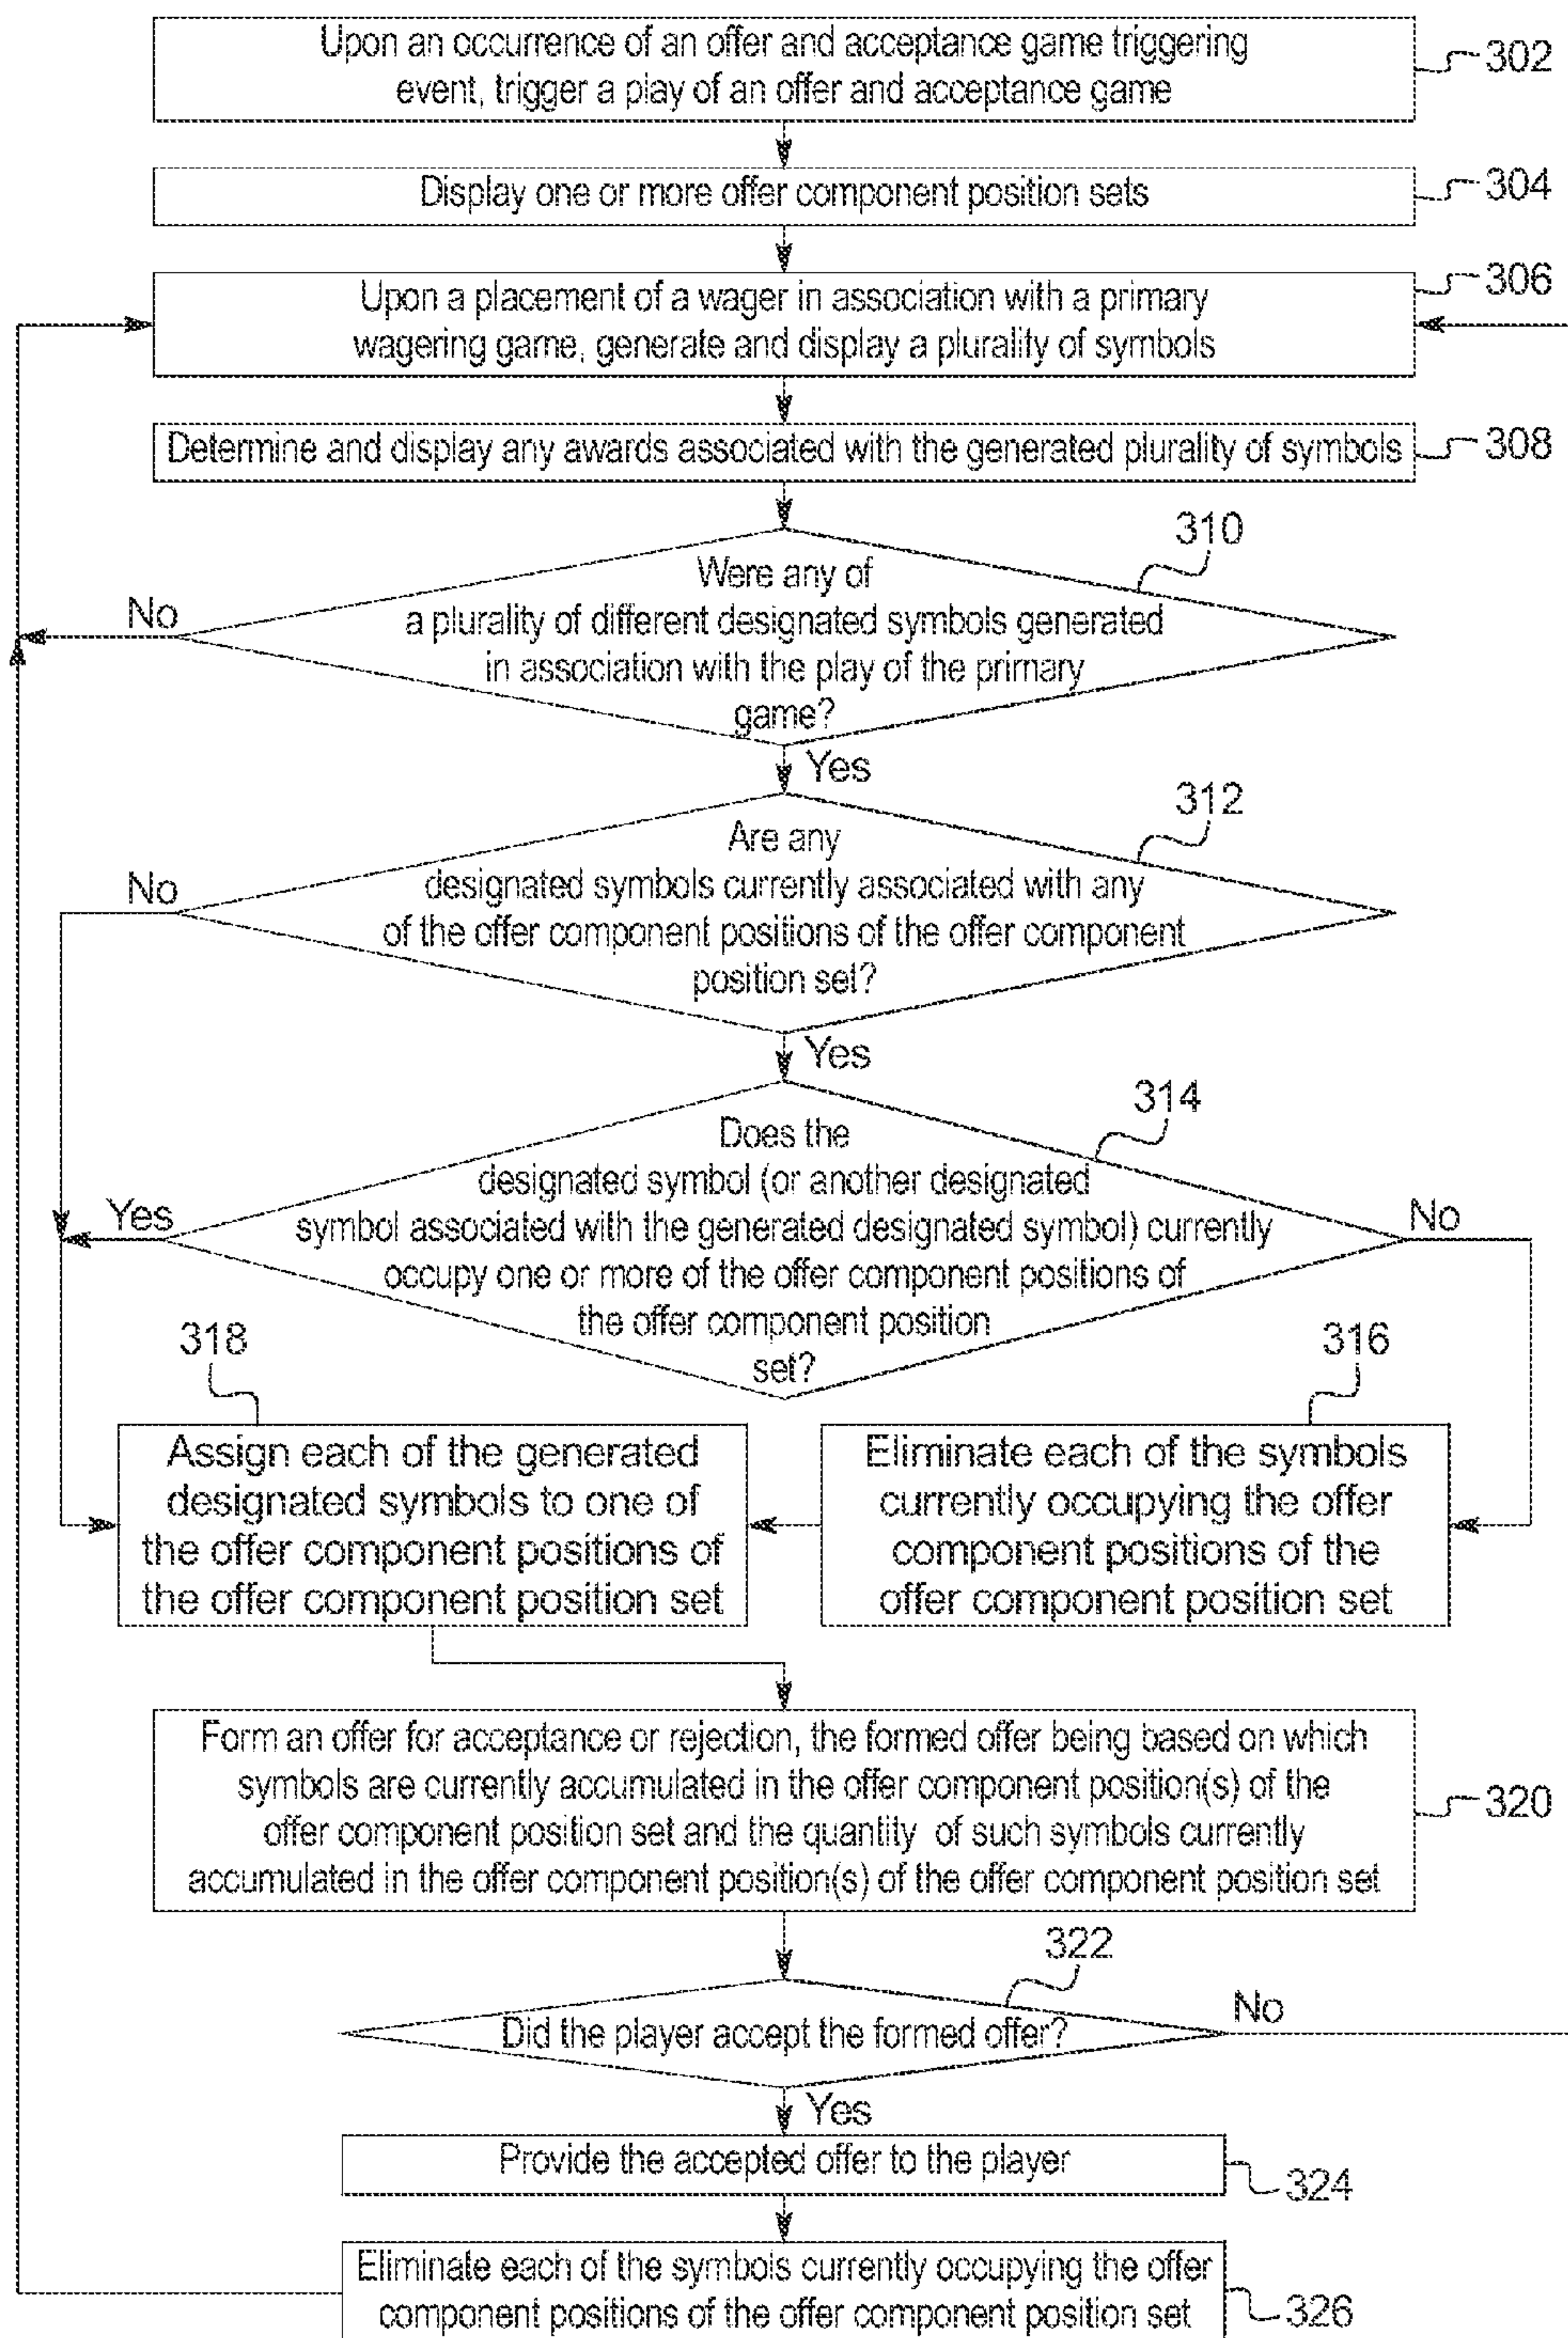 Upon an occurrence of an offer and acceptance game triggering
event, trigger a play of an offer and acceptance game
302
Display one or more offer component position sets
304
Upon a placement of a wager in association with a primary
wagering game, generate and display a plurality of symbols
306
Determine and display any awards associated with the generated plurality of symbols
308
310
Were any of
a plurality of different designated symbols generated
in association with the play of the primary
game?
No
Yes
312
Are any
designated symbols currently associated with any
of the offer component positions of the offer component
position set?
No
Yes
314
Does the
designated symbol (or another designated
symbol associated with the generated designated symbol) currently
occupy one or more of the offer component positions of
the offer component position
set?
Yes
No
318
Assign each of the generated
designated symbols to one of
the offer component positions of
the offer component position set
316
Eliminate each of the symbols
currently occupying the offer
component positions of the
offer component position set
Form an offer for acceptance or rejection, the formed offer being based on which
symbols are currently accumulated in the offer component position(s) of the
offer component position set and the quantity of such symbols currently
accumulated in the offer component position(s) of the offer component position set
320
322
Did the player accept the formed offer?
No
Yes
Provide the accepted offer to the player
324
Eliminate each of the symbols currently occupying the offer
component positions of the offer component position set
326